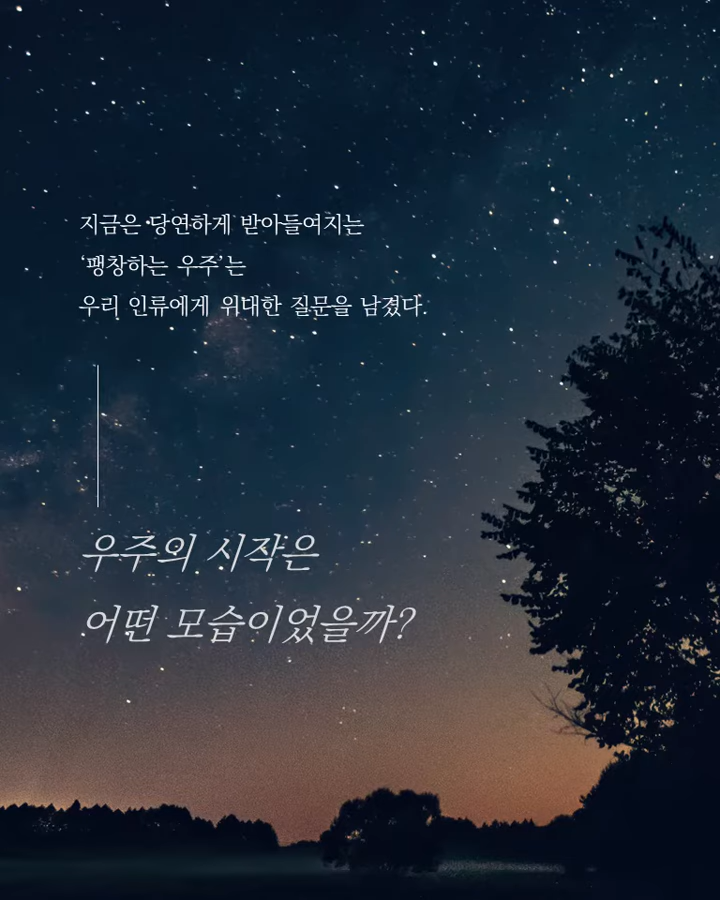 지금은 당연하게 받아들여지는
‘팽창하는 우주’는
우리 인류에게 위대한 질문을 남겼다.
우주의 시작은
어떤 모습이었을까?